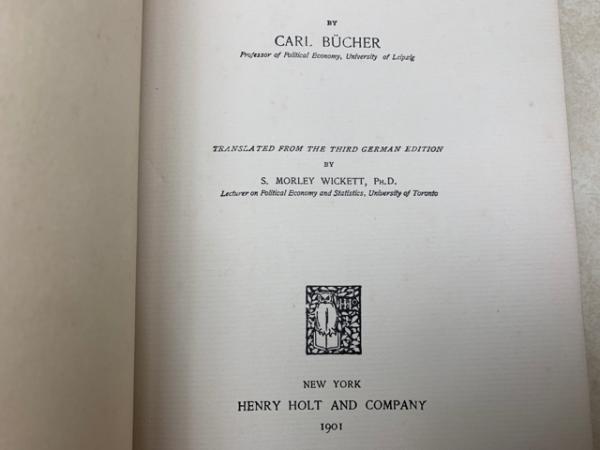 BY
CARL BÜCHER
Professor of Political Economy, University of Leipzig
TRANSLATED FROM THE THIRD GERMAN EDITION
BY
S. MORLEY WICKETT, PH.D.
Lecturer on Political Economy and Statistics, University of Toronto
HH
NEW YORK
HENRY HOLT AND COMPANY
1901